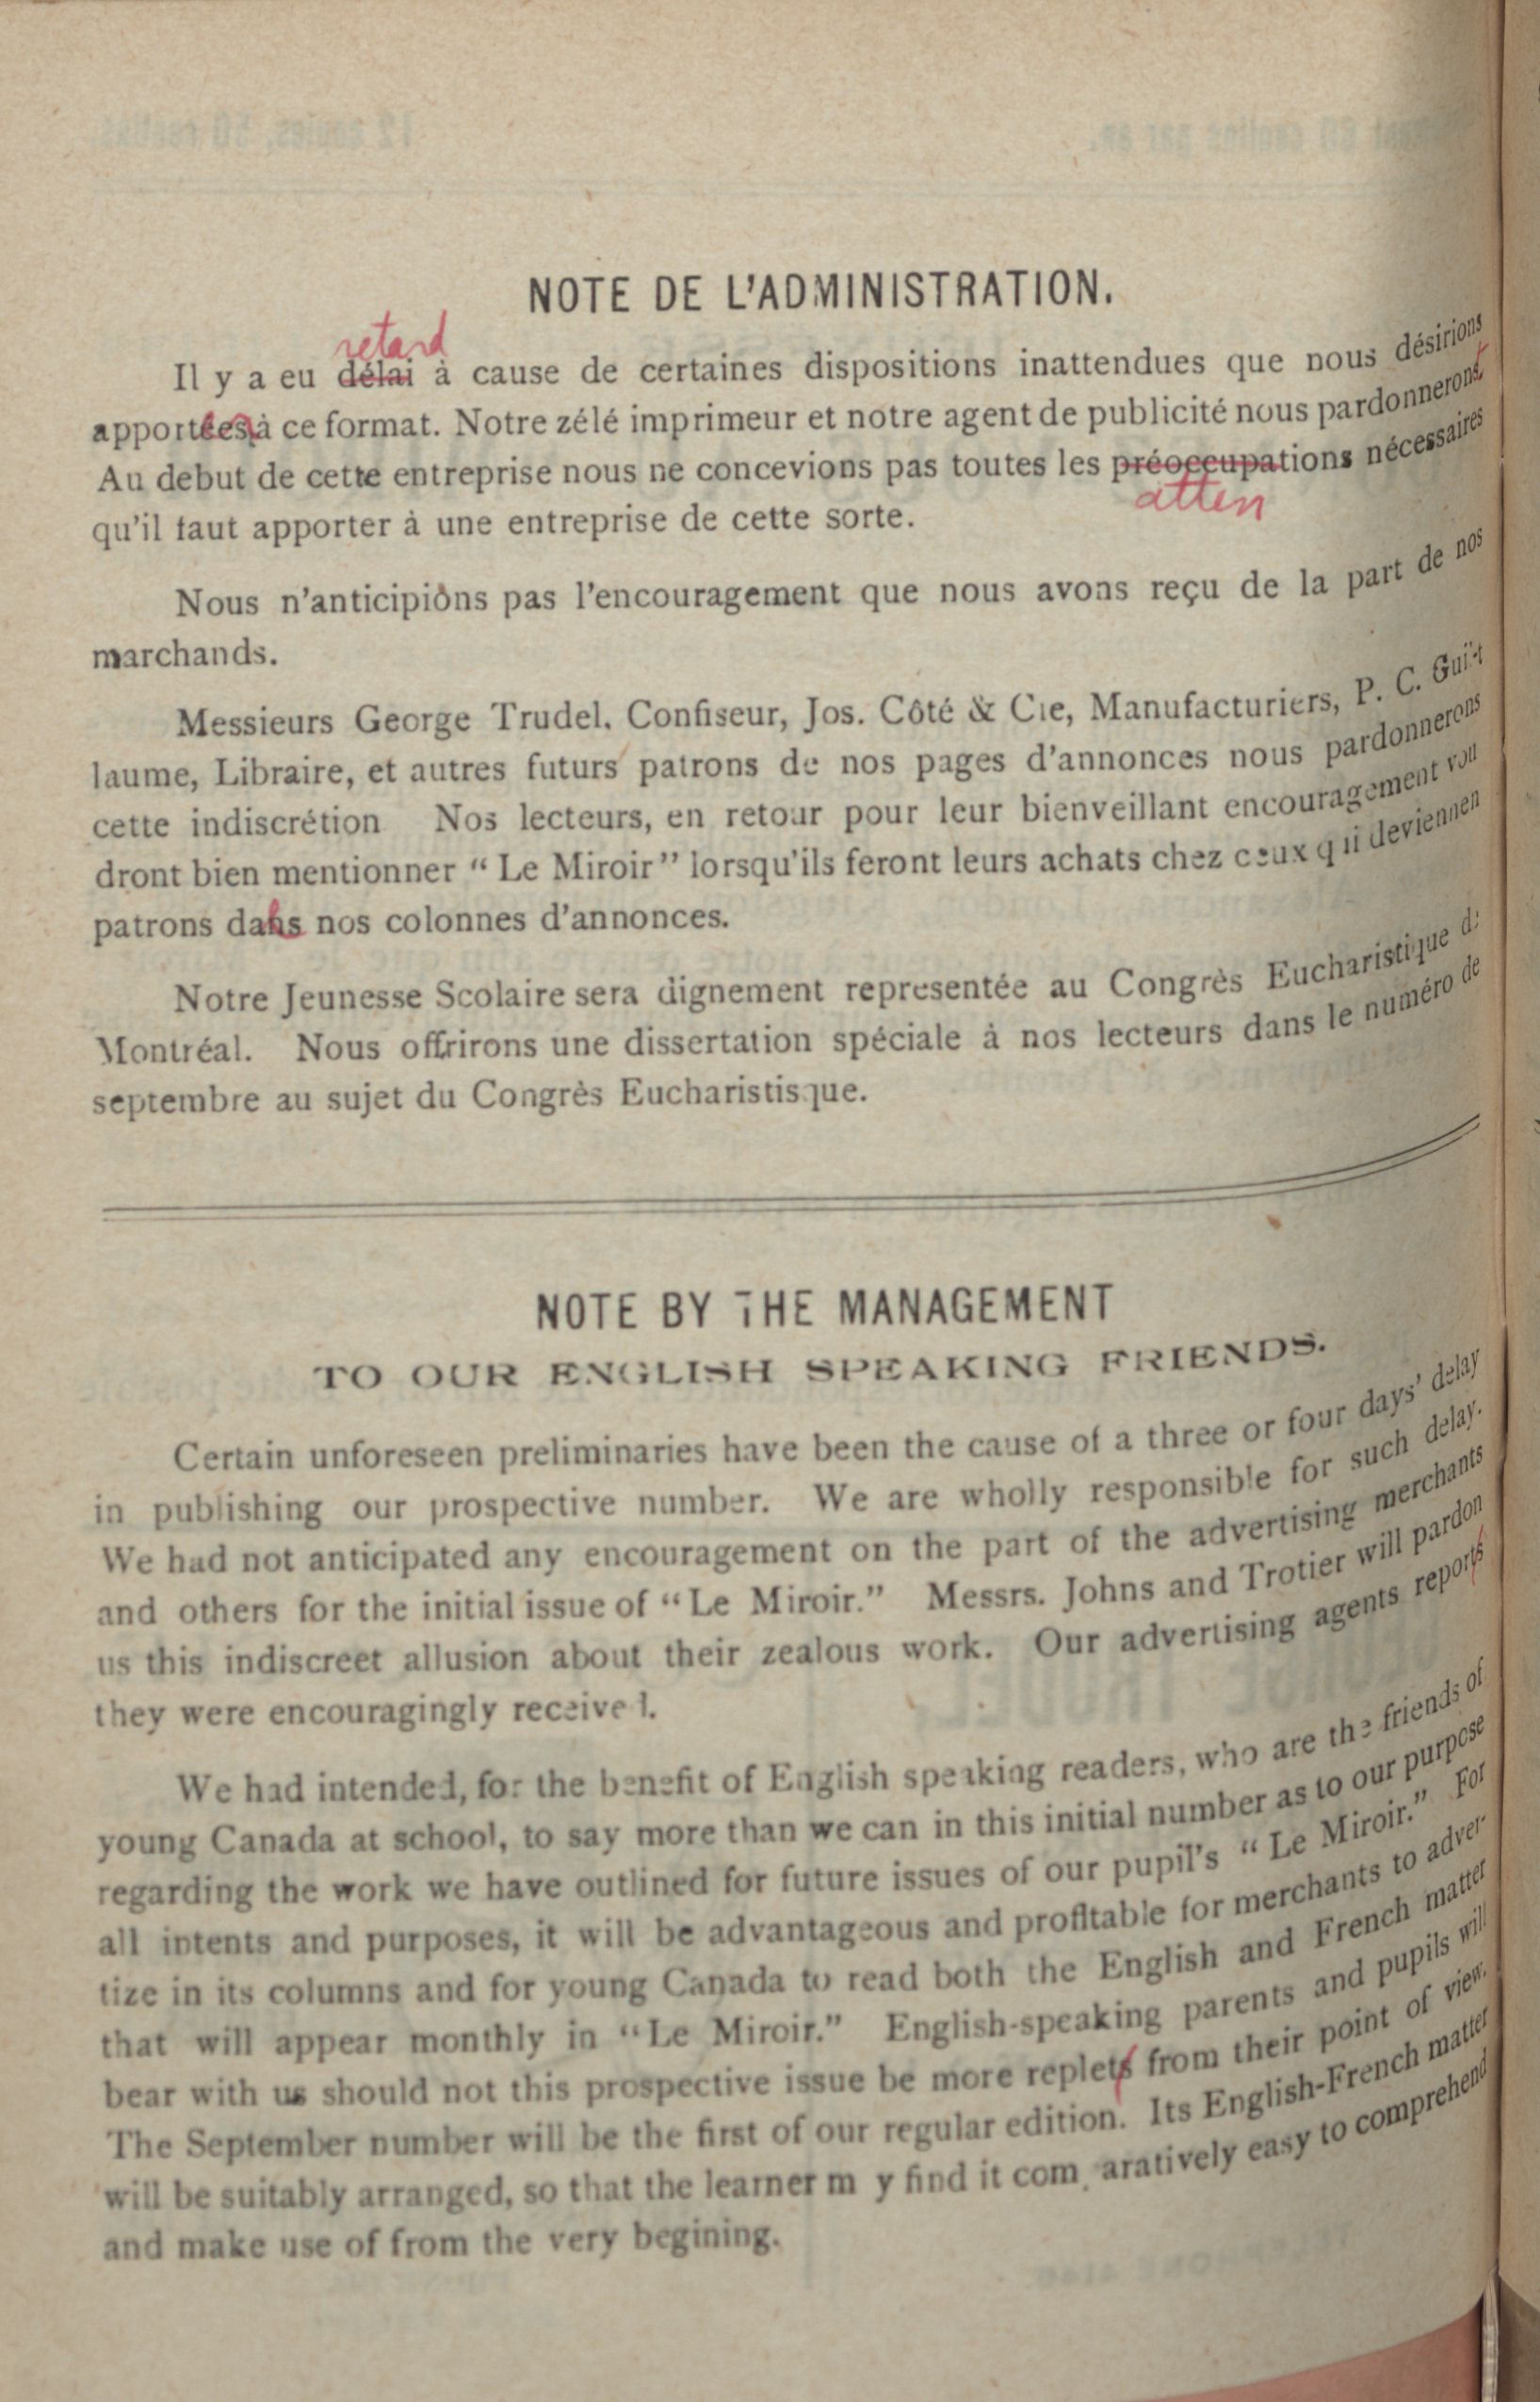 NOTE DE L'ADMINISTRATION.
retard
Il y a eu délai à cause de certaines dispositions inattendues que nous désirions
apportées à ce format. Notre zélé imprimeur et notre agent de publicité nous pardonnerons,
Au debut de cette entreprise nous ne concevions pas toutes les préoccupations nécessaires
atten
qu'il faut apporter à une entreprise de cette sorte.
Nous n'anticipiòns pas l'encouragement que nous avons reçu de la part de nos
marchands.
Messieurs George Trudel. Confiseur, Jos. Côté & Cie, Manufacturiers, P. C. Guil-
laume, Libraire, et autres futurs patrons de nos pages d'annonces nous pardonnerons
cette indiscrétion Nos lecteurs, en retour pour leur bienveillant encouragement vou
dront bien mentionner “ Le Miroir” lorsqu'ils feront leurs achats chez ceux qui deviennen
patrons dans nos colonnes d'annonces.
Notre Jeunesse Scolaire sera dignement representée au Congrès Eucharistique de
Montréal. Nous offrirons une dissertation spéciale à nos lecteurs dans le numéro de
septembre au sujet du Congrès Eucharistisque.
NOTE BY THE MANAGEMENT
TO OUR ENGLISH SPEAKING FRIENDS.
Certain unforeseen preliminaries have been the cause of a three or four days' delay
in publishing our prospective number. We are wholly responsible for such delay.
We had not anticipated any encouragement on the part of the advertising merchants
and others for the initial issue of “Le Miroir.” Messrs. Johns and Trotier will pardon
us this indiscreet allusion about their zealous work. Our advertising agents reports
they were encouragingly receive l.
We had intended, for the benefit of English speaking readers, who are the friends of
young Canada at school, to say more than we can in this initial number as to our purpose
regarding the work we have outlined for future issues of our pupil's “ Le Miroir.” For
all intents and purposes, it will be advantageous and profitable for merchants to adver-
tize in its columns and for young Canada to read both the English and French matter
that will appear monthly in “Le Miroir.” English-speaking parents and pupils will
bear with us should not this prospective issue be more replets from their point of view.
The September number will be the first of our regular edition. Its English-French matter
will be suitably arranged, so that the learner m y find it com aratively easy to comprehend
and make use of from the very begining.